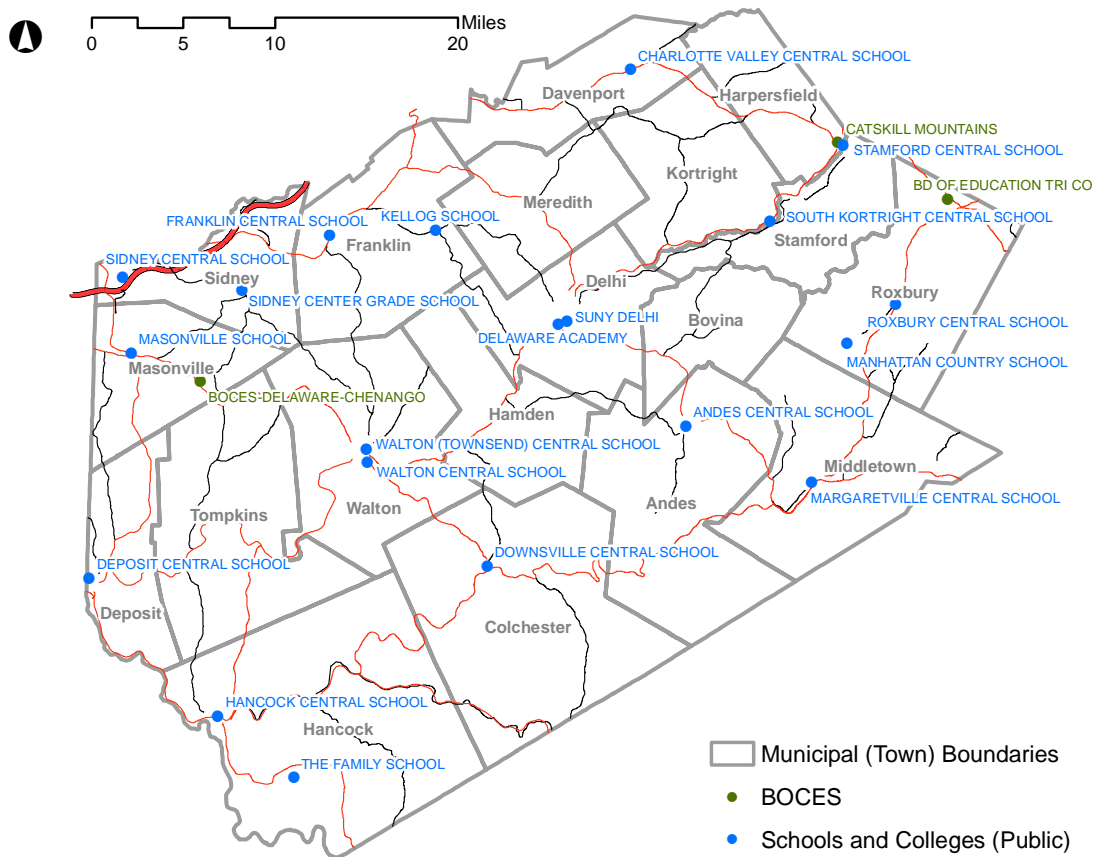 Miles
0 5 10 20
CHARLOTTE VALLEY CENTRAL SCHOOL
Davenport
Harpersfield
CATSKILL MOUNTAINS
STAMFORD CENTRAL SCHOOL
Kortright
BD OF EDUCATION TRI CO
Meredith
FRANKLIN CENTRAL SCHOOL
KELLOG SCHOOL
SOUTH KORTRIGHT CENTRAL SCHOOL
Franklin
Stamford
SIDNEY CENTRAL SCHOOL
Sidney
Delhi
SIDNEY CENTER GRADE SCHOOL
Roxbury
SUNY DELHI
Bovina
ROXBURY CENTRAL SCHOOL
MASONVILLE SCHOOL
DELAWARE ACADEMY
MANHATTAN COUNTRY SCHOOL
Masonville
BOCES-DELAWARE-CHENANGO
Hamden
ANDES CENTRAL SCHOOL
WALTON (TOWNSEND) CENTRAL SCHOOL
WALTON CENTRAL SCHOOL
Middletown
MARGARETVILLE CENTRAL SCHOOL
Andes
Walton
Tompkins
DOWNSVILLE CENTRAL SCHOOL
DEPOSIT CENTRAL SCHOOL
Deposit
Colchester
HANCOCK CENTRAL SCHOOL
Hancock
THE FAMILY SCHOOL
Municipal (Town) Boundaries
BOCES
Schools and Colleges (Public)